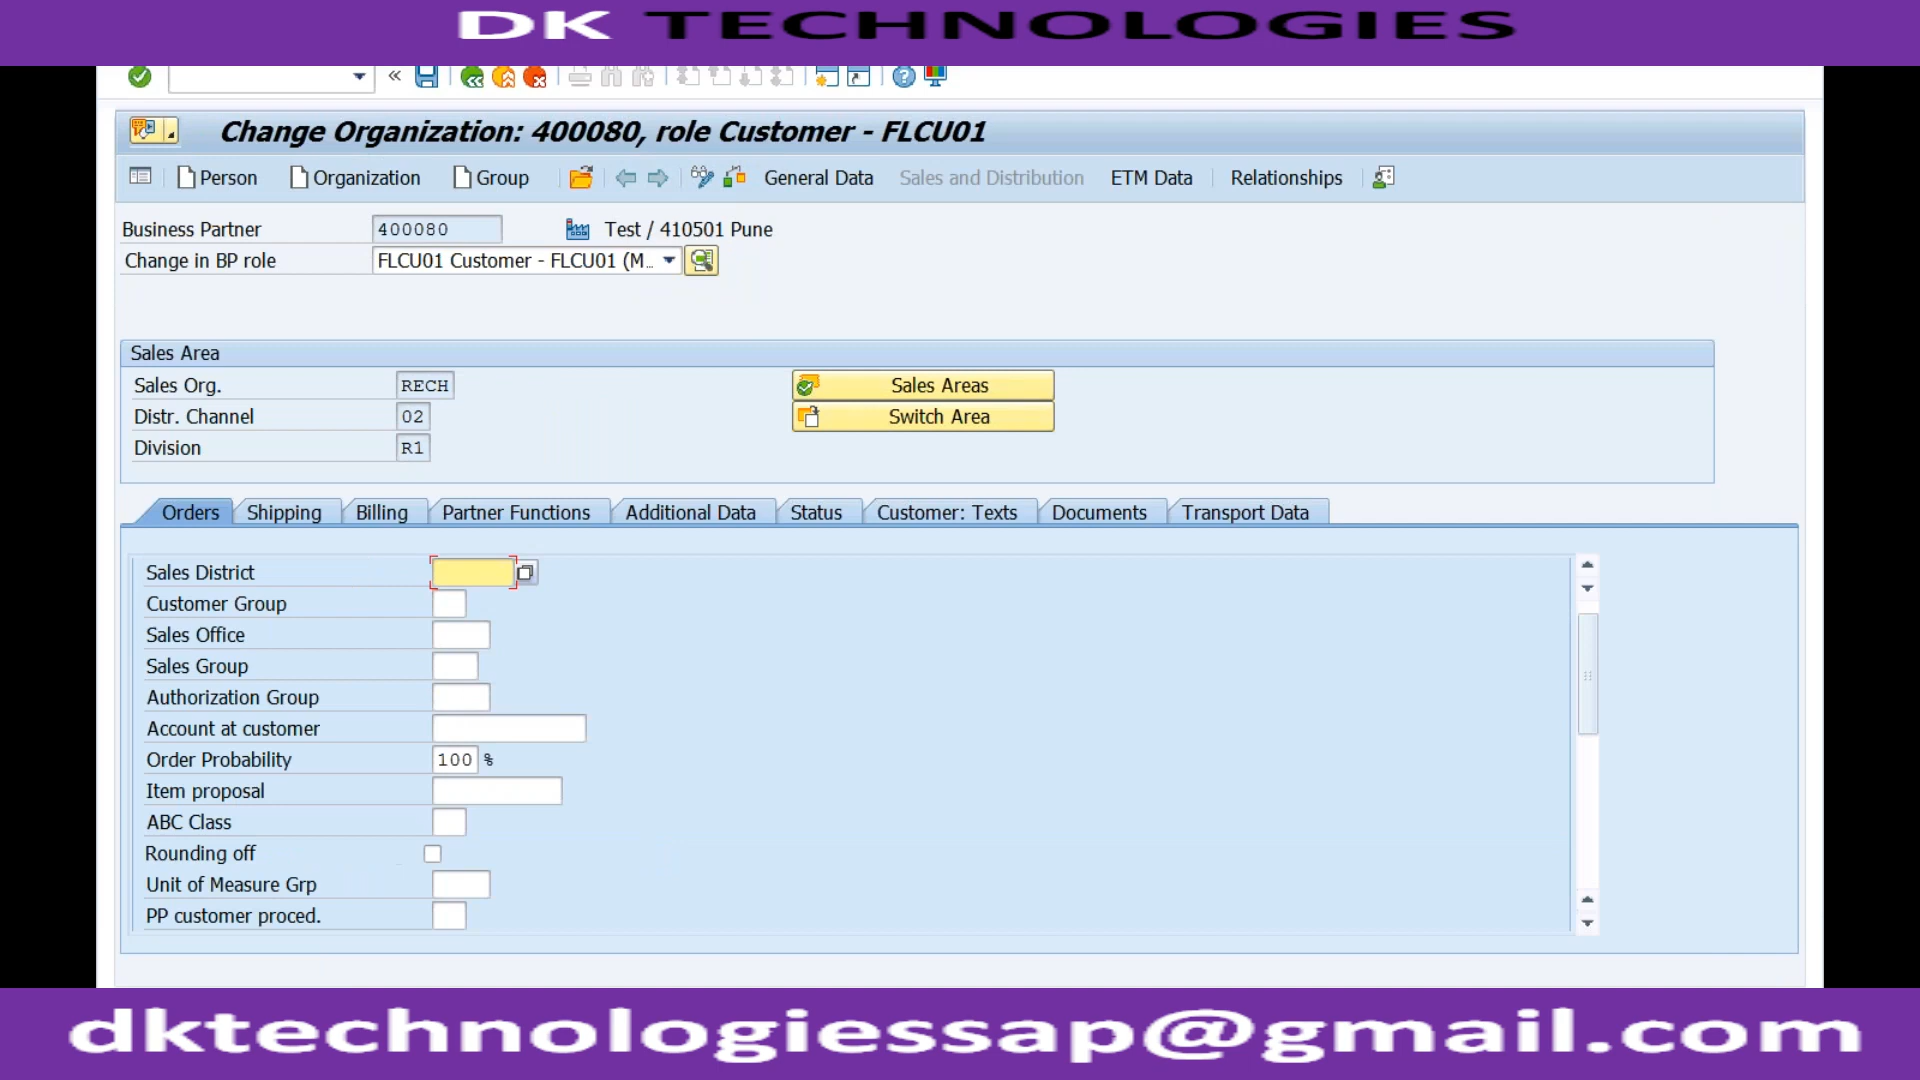 DK TECHNOLOGIES
Change Organization: 400080, role Customer - FLCU01
Person Organization Group General Data Sales and Distribution ETM Data Relationships
Business Partner 400080 Test / 410501 Pune
Change in BP role FLCU01 Customer - FLCU01 (M...
Sales Area
Sales Org. RECH Sales Areas
Distr. Channel 02 Switch Area
Division R1
Orders Shipping Billing Partner Functions Additional Data Status Customer: Texts Documents Transport Data
Sales District
Customer Group
Sales Office
Sales Group
Authorization Group
Account at customer
Order Probability 100 %
Item proposal
ABC Class
Rounding off
Unit of Measure Grp
PP customer proced.
dktechnologiessap@gmail.com